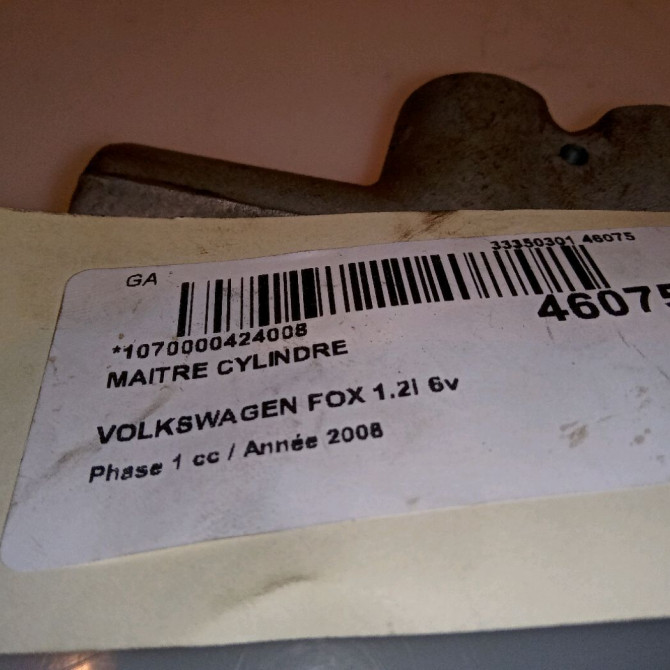 33350301 46075
GA
46075
*1070000424008
MAITRE CYLINDRE
VOLKSWAGEN FOX 1.2i 6v
Phase 1 cc / Année 2008